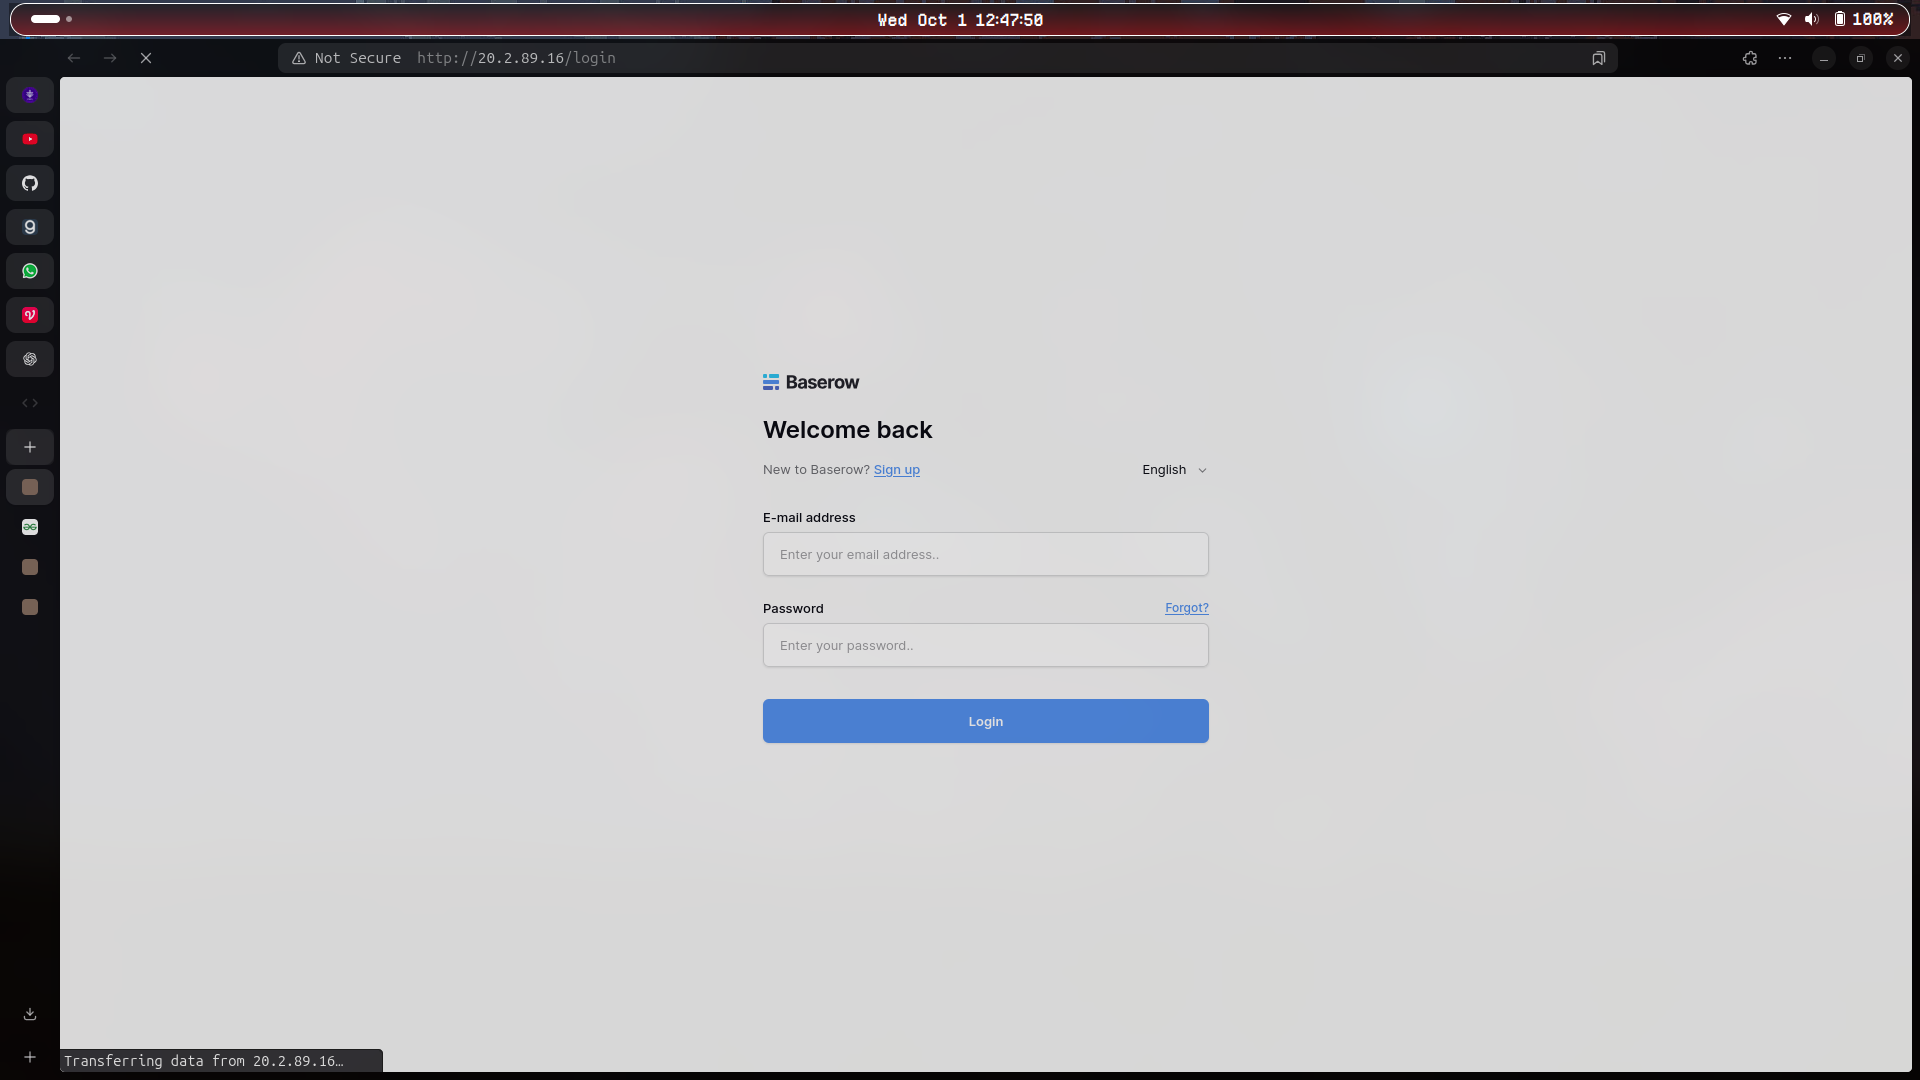 Wed Oct 1 12:47:50
100%
Not Secure http://20.2.89.16/login
Baserow
Welcome back
New to Baserow? Sign up
English
E-mail address
Enter your email address..
Password
Forgot?
Enter your password..
Login
Transferring data from 20.2.89.16…